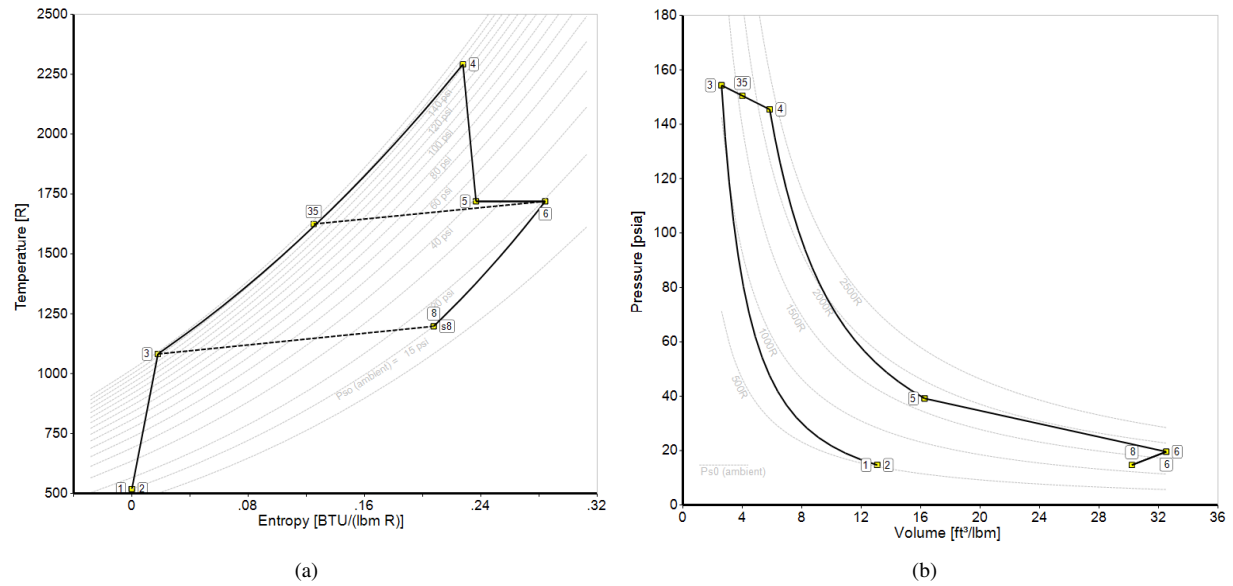 2500
2250
2000
1750
1500
1250
1000
750
500
Temperature [R]
0
.08
.16
.24
.32
Entropy [BTU/(lbm R)]
140 psi
120 psi
100 psi
80 psi
60 psi
40 psi
Pso (ambient) = 15 psi
1
2
3
35
4
5
6
8
s8
(a)
180
160
140
120
100
80
60
40
20
0
Pressure [psia]
0
4
8
12
16
20
24
28
32
36
Volume [ft³/lbm]
500R
1000R
1500R
2000R
2500R
Ps0 (ambient)
3
35
4
5
1
2
8
6
6
(b)